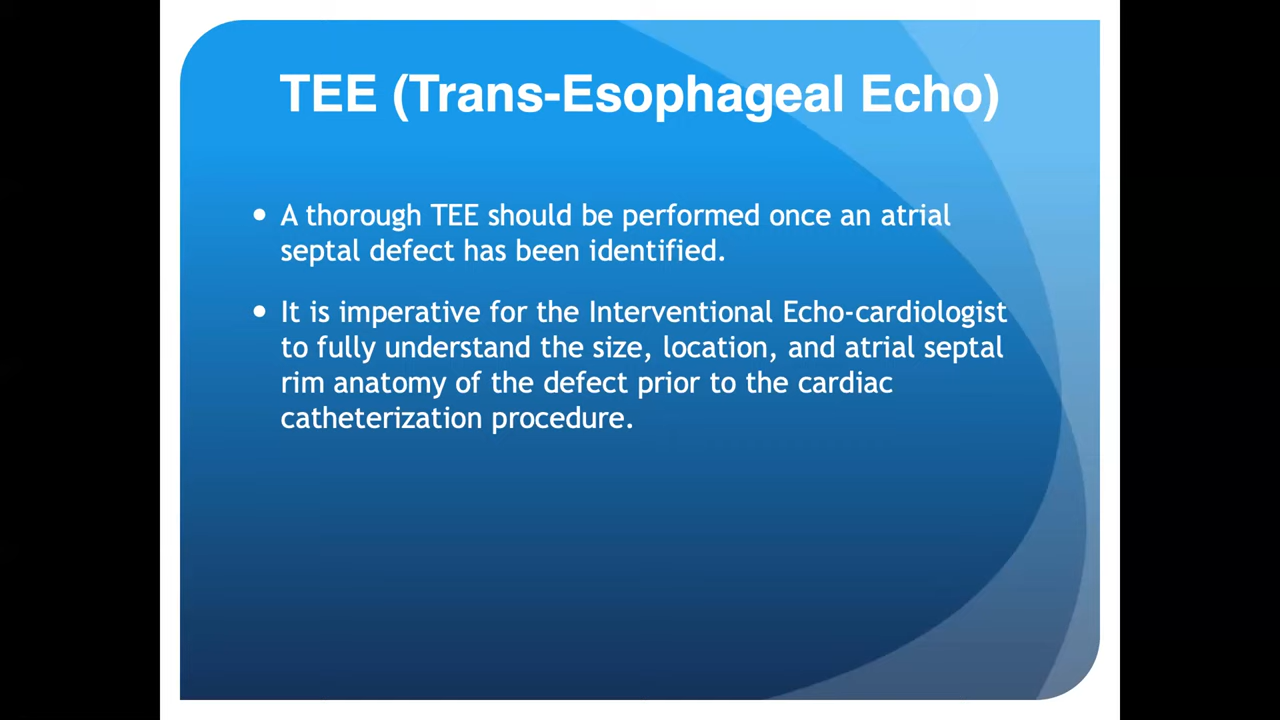 TEE (Trans-Esophageal Echo)
• A thorough TEE should be performed once an atrial
septal defect has been identified.
• It is imperative for the Interventional Echo-cardiologist
to fully understand the size, location, and atrial septal
rim anatomy of the defect prior to the cardiac
catheterization procedure.